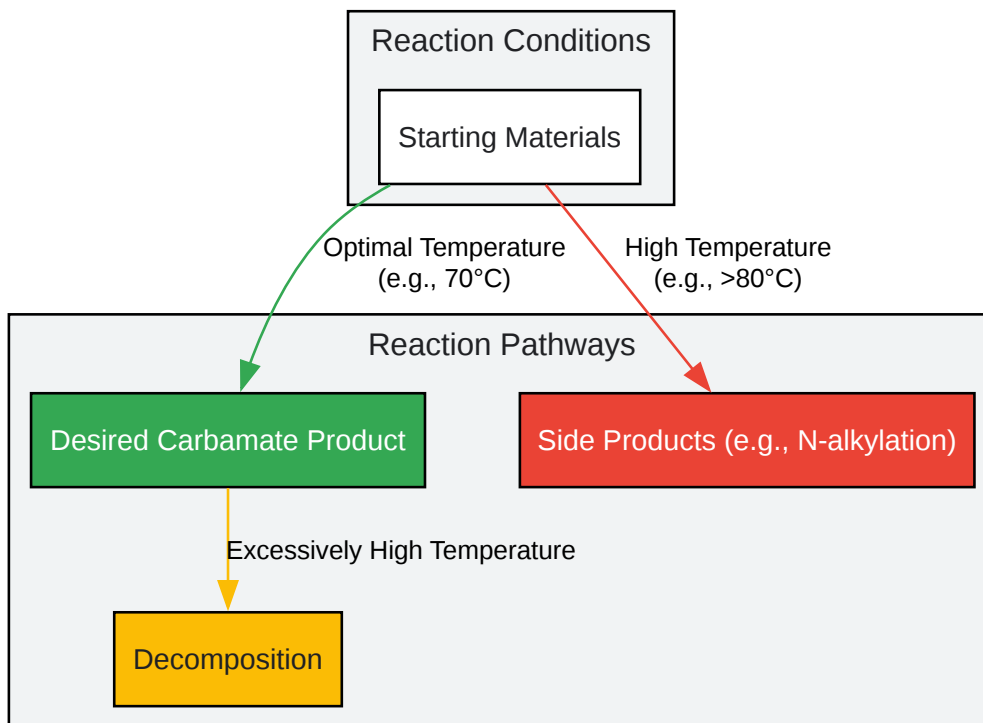 Reaction Conditions
Starting Materials
Optimal Temperature
(e.g., 70°C)
High Temperature
(e.g., >80°C)
Reaction Pathways
Desired Carbamate Product
Side Products (e.g., N-alkylation)
Excessively High Temperature
Decomposition